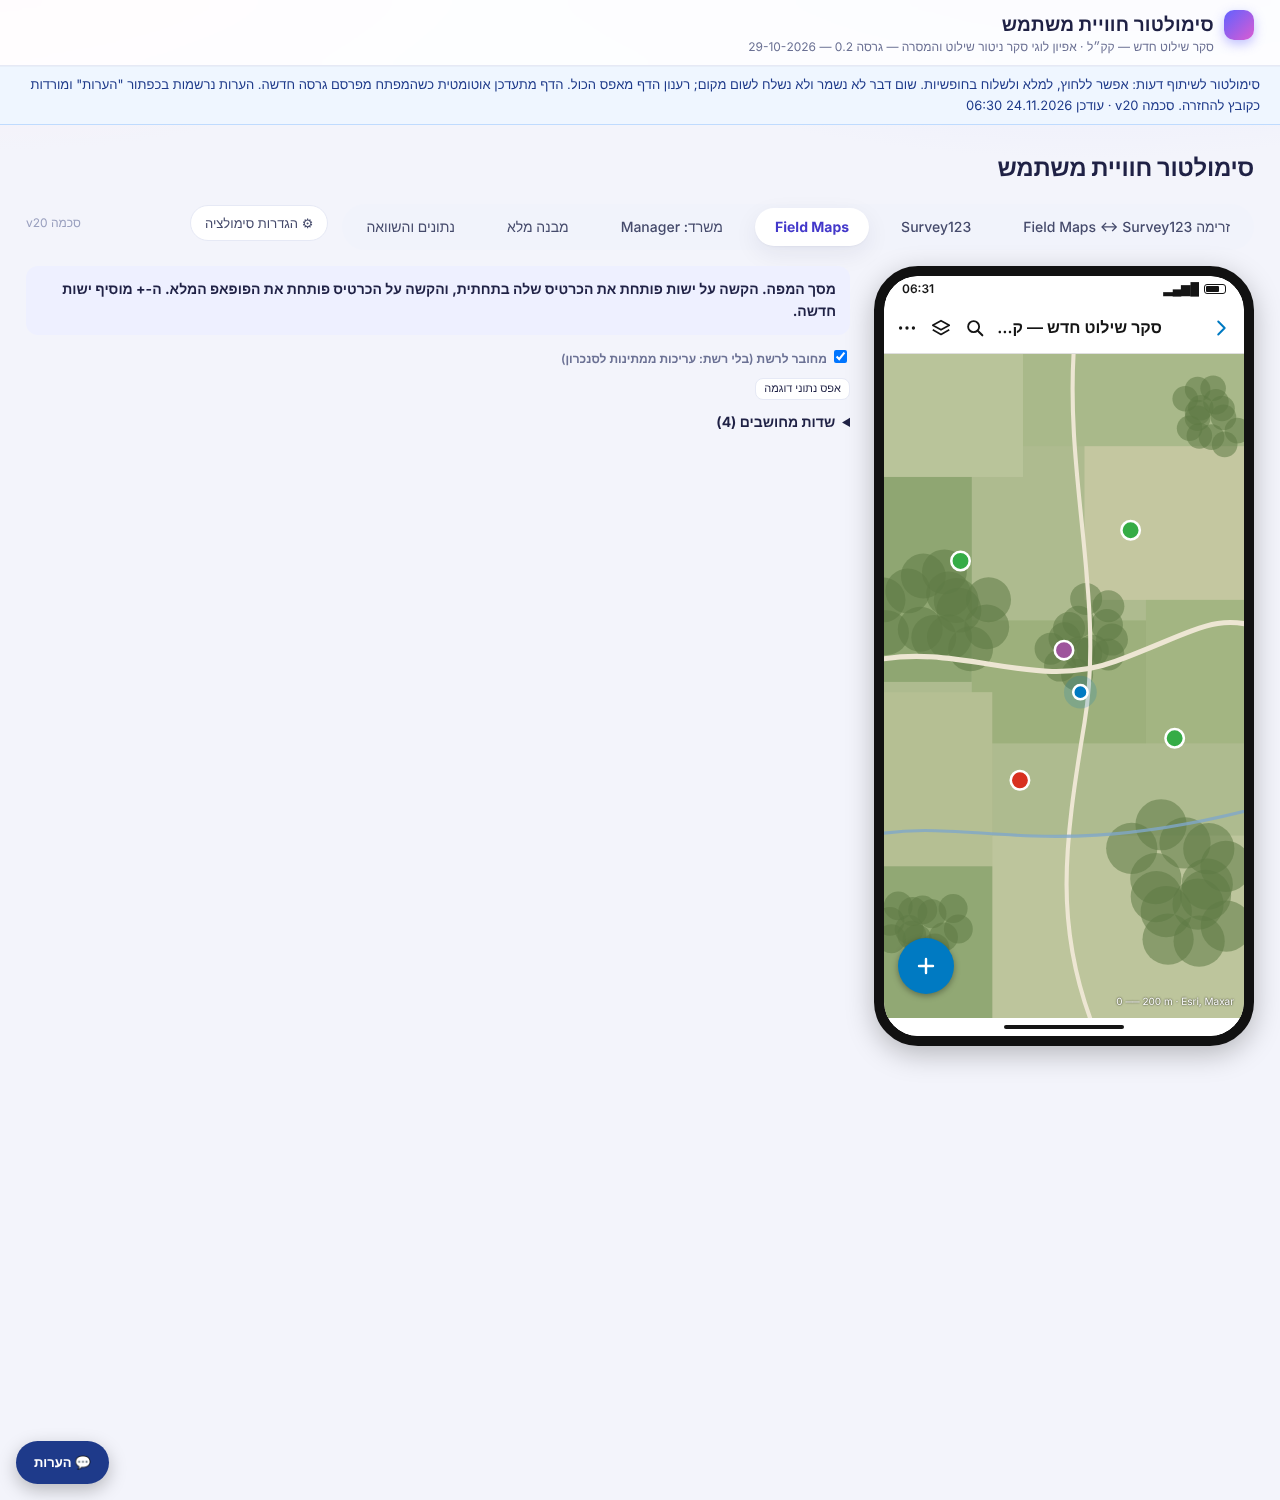 סימולטור חוויית משתמש
סקר שילוט חדש — קק״ל · אפיון לוגי סקר ניטור שילוט והמסרה — גרסה 0.2 — 29-10-2026
סימולטור לשיתוף דעות: אפשר ללחוץ, למלא ולשלוח בחופשיות. שום דבר לא נשמר ולא נשלח לשום מקום; רענון הדף מאפס הכול. הדף מתעדכן אוטומטית כשהמפתח מפרסם גרסה חדשה. הערות נרשמות בכפתור "הערות" ומורדות
כקובץ להחזרה. סכמה v20 · עודכן 24.11.2026 06:30
סימולטור חוויית משתמש
זרימה Field Maps ↔ Survey123
Survey123
Field Maps
משרד: Manager
מבנה מלא
נתונים והשוואה
⚙ הגדרות סימולציה
סכמה v20
06:31
סקר שילוט חדש — ק...
מסך המפה. הקשה על ישות פותחת את הכרטיס שלה בתחתית, והקשה על הכרטיס פותחת את הפופאפ המלא. ה-+ מוסיף ישות
חדשה.
מחובר לרשת (בלי רשת: עריכות ממתינות לסנכרון)
אפס נתוני דוגמה
◀ שדות מחושבים (4)
+
0 — 200 m · Esri, Maxar
💬 הערות